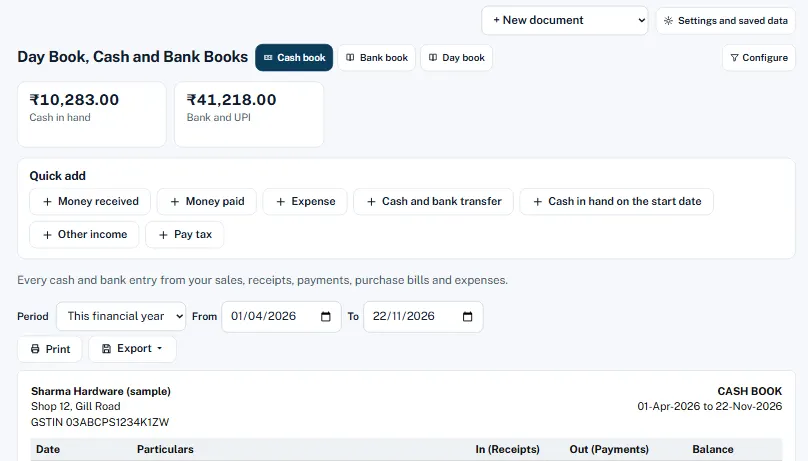 + New document
Settings and saved data
Day Book, Cash and Bank Books
Cash book
Bank book
Day book
Configure
₹10,283.00
Cash in hand
₹41,218.00
Bank and UPI
Quick add
+ Money received
+ Money paid
+ Expense
+ Cash and bank transfer
+ Cash in hand on the start date
+ Other income
+ Pay tax
Every cash and bank entry from your sales, receipts, payments, purchase bills and expenses.
Period This financial year From 01/04/2026 To 22/11/2026
Print
Export
Sharma Hardware (sample)
CASH BOOK
Shop 12, Gill Road
01-Apr-2026 to 22-Nov-2026
GSTIN 03ABCPS1234K1ZW
Date Particulars In (Receipts) Out (Payments) Balance